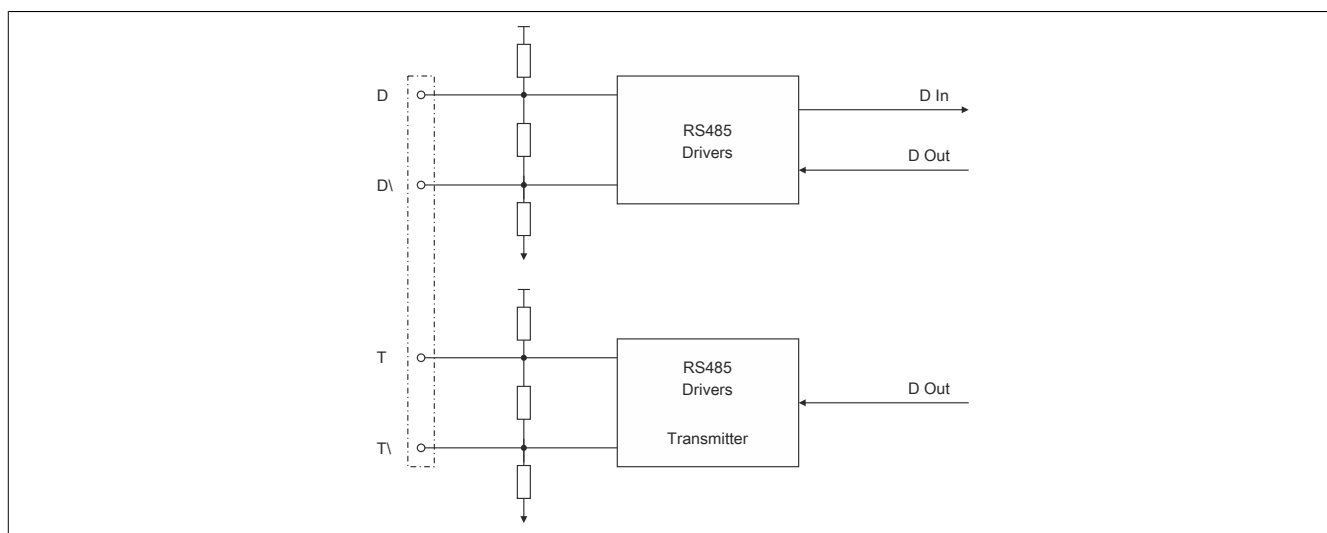 D
D In
RS485
Drivers
D Out
D\
T
RS485
Drivers
D Out
Transmitter
T\